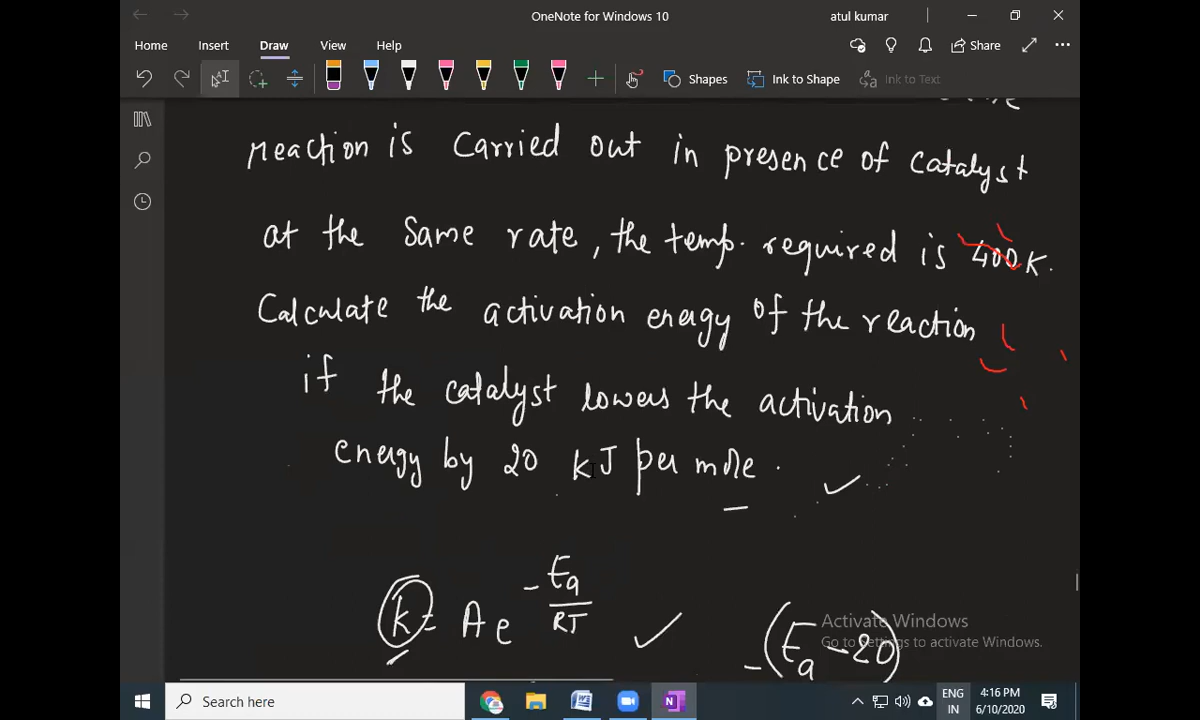 OneNote for Windows 10
atul kumar
Home Insert Draw View Help
Share
Shapes
Ink to Shape
Ink to Text
reaction is carried out in presence of catalyst
at the same rate, the temp. required is 400 K.
Calculate the activation energy of the reaction
if the catalyst lowers the activation
energy by 20 kJ per mole.
k = A e -Ea/RT
-(Ea - 20)
Activate Windows
Go to Settings to activate Windows.
Search here
ENG
IN
4:16 PM
6/10/2020